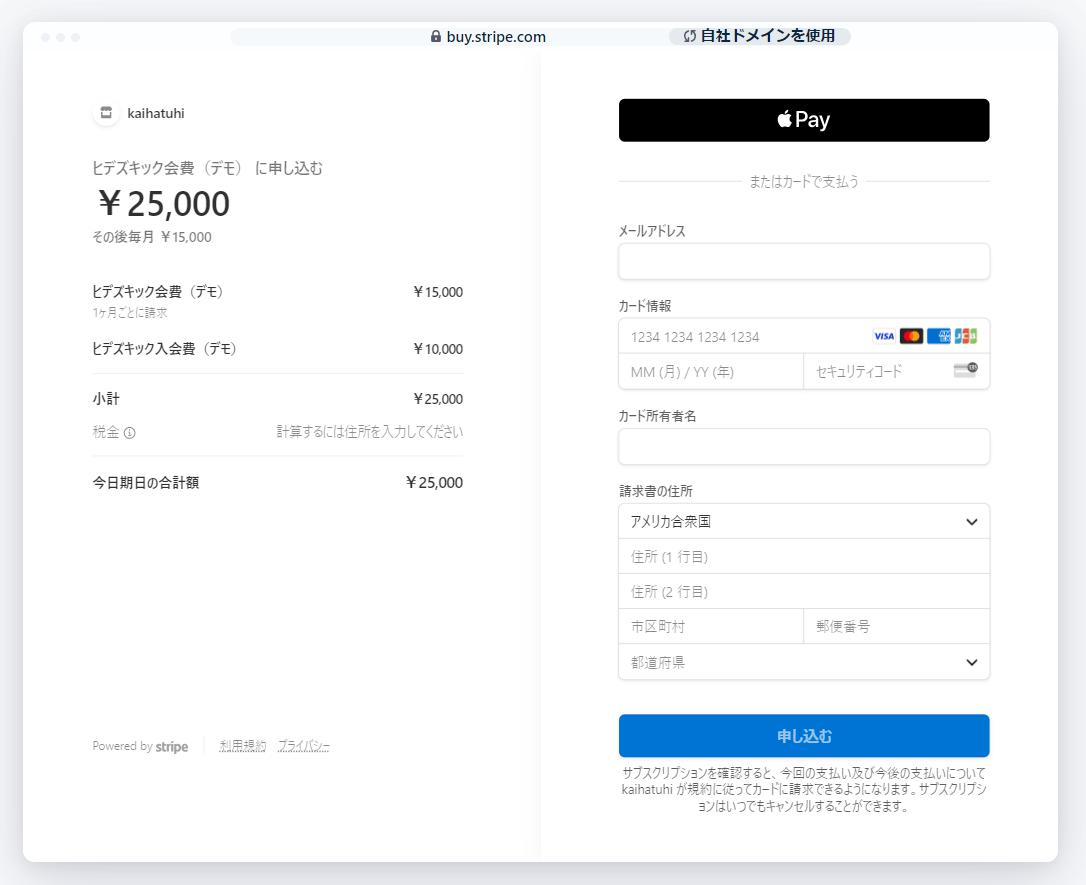 buy.stripe.com
自社ドメインを使用
kaihatuhi
ヒデズキック会費（デモ） に申し込む
￥25,000
その後毎月 ￥15,000
ヒデズキック会費（デモ） ￥15,000
1ヶ月ごとに請求
ヒデズキック入会費（デモ） ￥10,000
小計 ￥25,000
税金 計算するには住所を入力してください
今日期日の合計額 ￥25,000
Powered by stripe 利用規約 プライバシー
Pay
またはカードで支払う
メールアドレス
カード情報
1234 1234 1234 1234 VISA AMEX JCB
MM (月) / YY (年) セキュリティコード 135
カード所有者名
請求書の住所
アメリカ合衆国
住所 (1 行目)
住所 (2 行目)
市区町村 郵便番号
都道府県
申し込む
サブスクリプションを確認すると、今回の支払い及び今後の支払いについて
kaihatuhi が規約に従ってカードに請求できるようになります。サブスクリプシ
ョンはいつでもキャンセルすることができます。